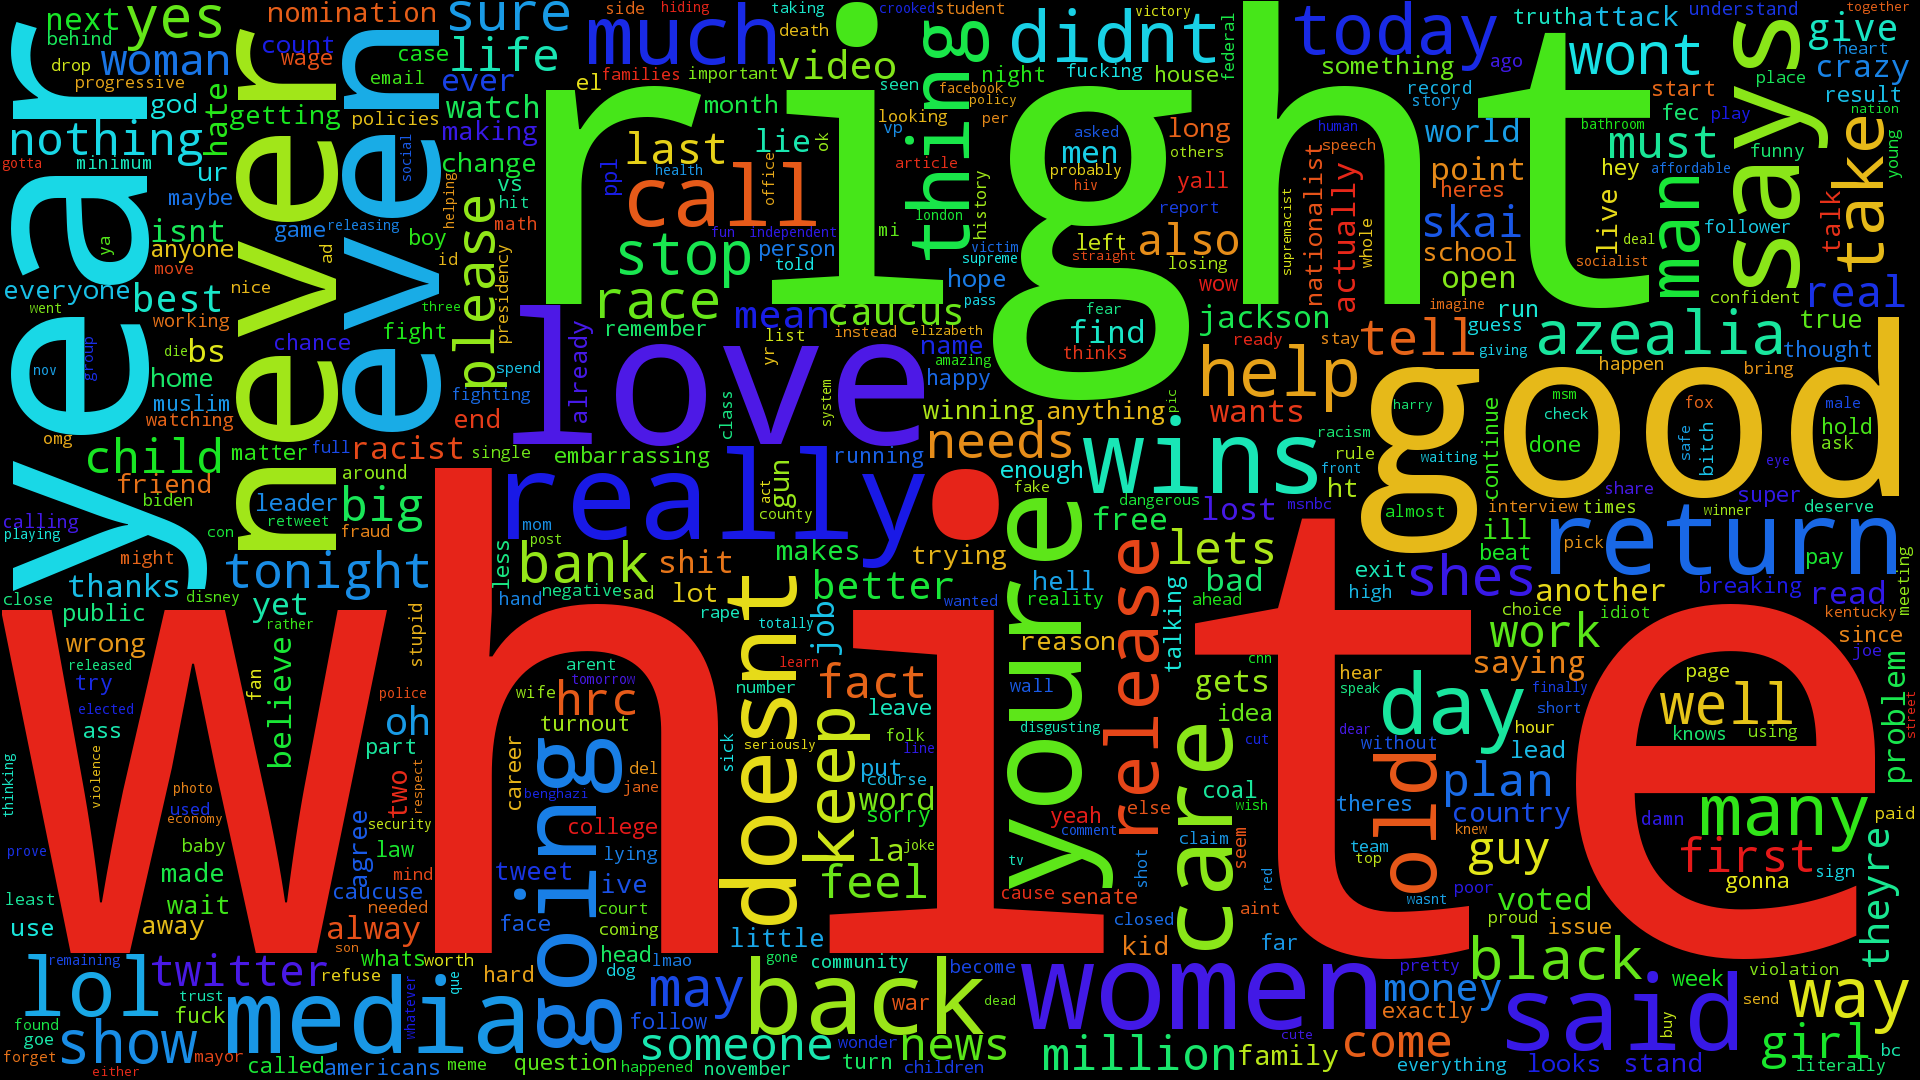 white
right
good
year
never
even
love
really
much
today
didnt
thing
wont
says
man
take
must
give
crazy
result
real
azealia
true
thought
return
wins
help
tell
wants
needs
winning
anything
call
last
lie
stop
race
caucus
mean
please
change
making
watch
ever
life
sure
yes
next
behind
drop
progressive
woman
god
hate
getting
nothing
minimum
gotta
ur
maybe
isnt
anyone
move
everyone
went
best
working
bs
die
home
muslim
watching
omg
child
friend
biden
calling
playing
might
thanks
close
public
wrong
released
try
elected
ass
nomination
count
wage
case
email
policies
social
releasing
game
boy
id
ad
nice
chance
fight
three
helping
vs
hit
math
presidency
spend
fighting
end
racist
single
full
matter
around
leader
retweet
big
fraud
con
tonight
disney
yet
rather
believe
fan
stupid
police
oh
part
two
respect
security
law
mind
agree
caucuse
needed
alway
son
whats
worth
refuse
twitter
media
lol
show
found
goe
forget
either
mayor
trust
fuck
remaining
use
least
prove
thinking
violence
photo
used
economy
baby
made
wait
away
called
americans
meme
question
happened
whatever
que
hard
going
face
tweet
career
turnout
wife
hrc
arent
tomorrow
del
jane
benghazi
college
lying
ive
court
coming
head
dog
lmao
may
follow
someone
november
back
gone
community
little
war
news
turn
wonder
children
become
dead
women
million
cute
family
money
exactly
pretty
come
everything
said
looks
stand
buy
send
violation
week
way
girl
literally
bc
black
issue
proud
voted
poor
guy
knew
country
plan
without
dear
day
old
team
top
theres
wasnt
far
aint
seem
red
wish
cut
idea
gets
cnn
care
coal
claim
closed
kid
shot
else
release
comment
yeah
senate
cause
tv
youre
disgusting
wall
reason
reality
hell
trying
wanted
better
makes
job
totally
learn
fact
leave
folk
line
keep
put
course
word
sorry
la
joke
feel
doesnt
seriously
number
sick
rape
lot
sad
negative
shit
bank
hand
less
mom
post
embarrassing
county
gun
act
running
class
system
list
yr
already
instead
remember
name
elizabeth
happy
amazing
pass
hope
supreme
victim
history
london
mi
told
person
fun
independent
month
important
video
death
taking
el
families
side
hiding
ppl
health
office
ok
vp
article
looking
seen
facebook
policy
per
night
student
crooked
fucking
house
victory
federal
asked
men
probably
hiv
left
straight
also
losing
wow
yall
report
others
long
fear
find
thinks
jackson
ready
supremacist
nationalist
actually
whole
speech
human
something
ago
record
story
world
point
heres
skai
school
open
imagine
guess
run
giving
stay
live
hey
deal
socialist
follower
affordable
bathroom
start
fec
play
truth
attack
understand
together
heart
place
nation
young
funny
talk
confident
happen
bring
harry
msm
check
done
fox
safe
bitch
male
hold
ask
eye
super
winner
deserve
share
times
interview
continue
waiting
almost
rule
racism
front
ht
msnbc
lost
dangerous
enough
fake
free
lets
bad
ahead
talking
exit
high
shes
ill
beat
pick
another
choice
idiot
breaking
read
pay
meeting
kentucky
since
joe
problem
street
work
saying
hear
speak
finally
short
hour
lead
page
well
knows
using
many
damn
paid
first
gonna
sign
theyre
pic
ya
nov
group